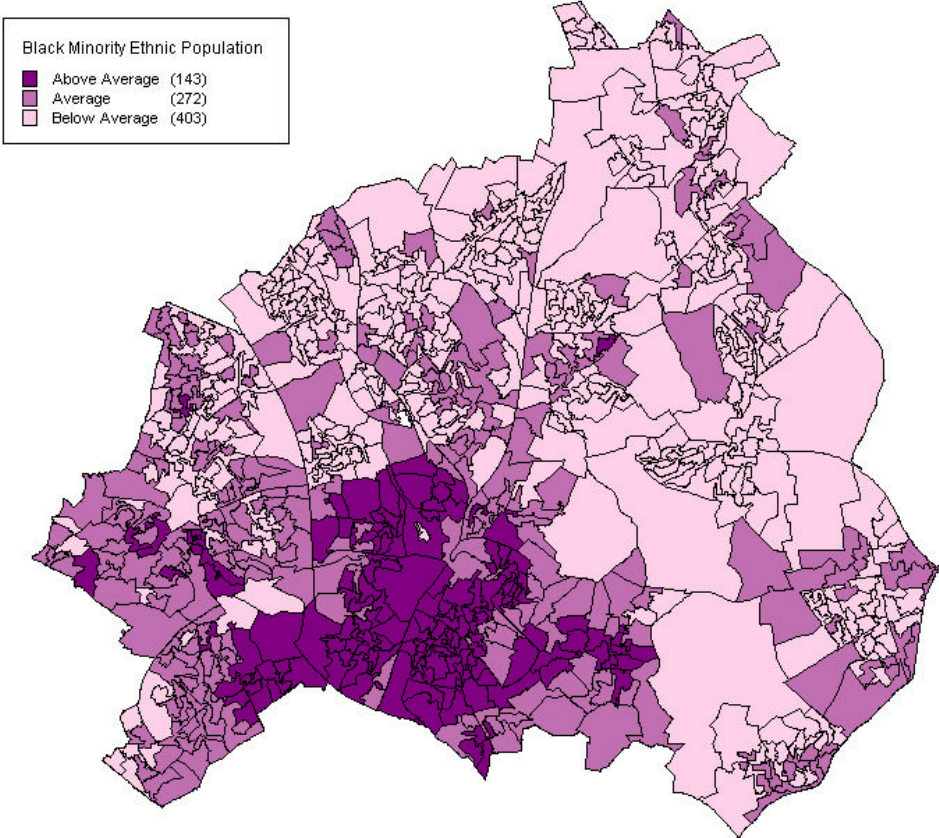 Black Minority Ethnic Population
Above Average (143)
Average (272)
Below Average (403)